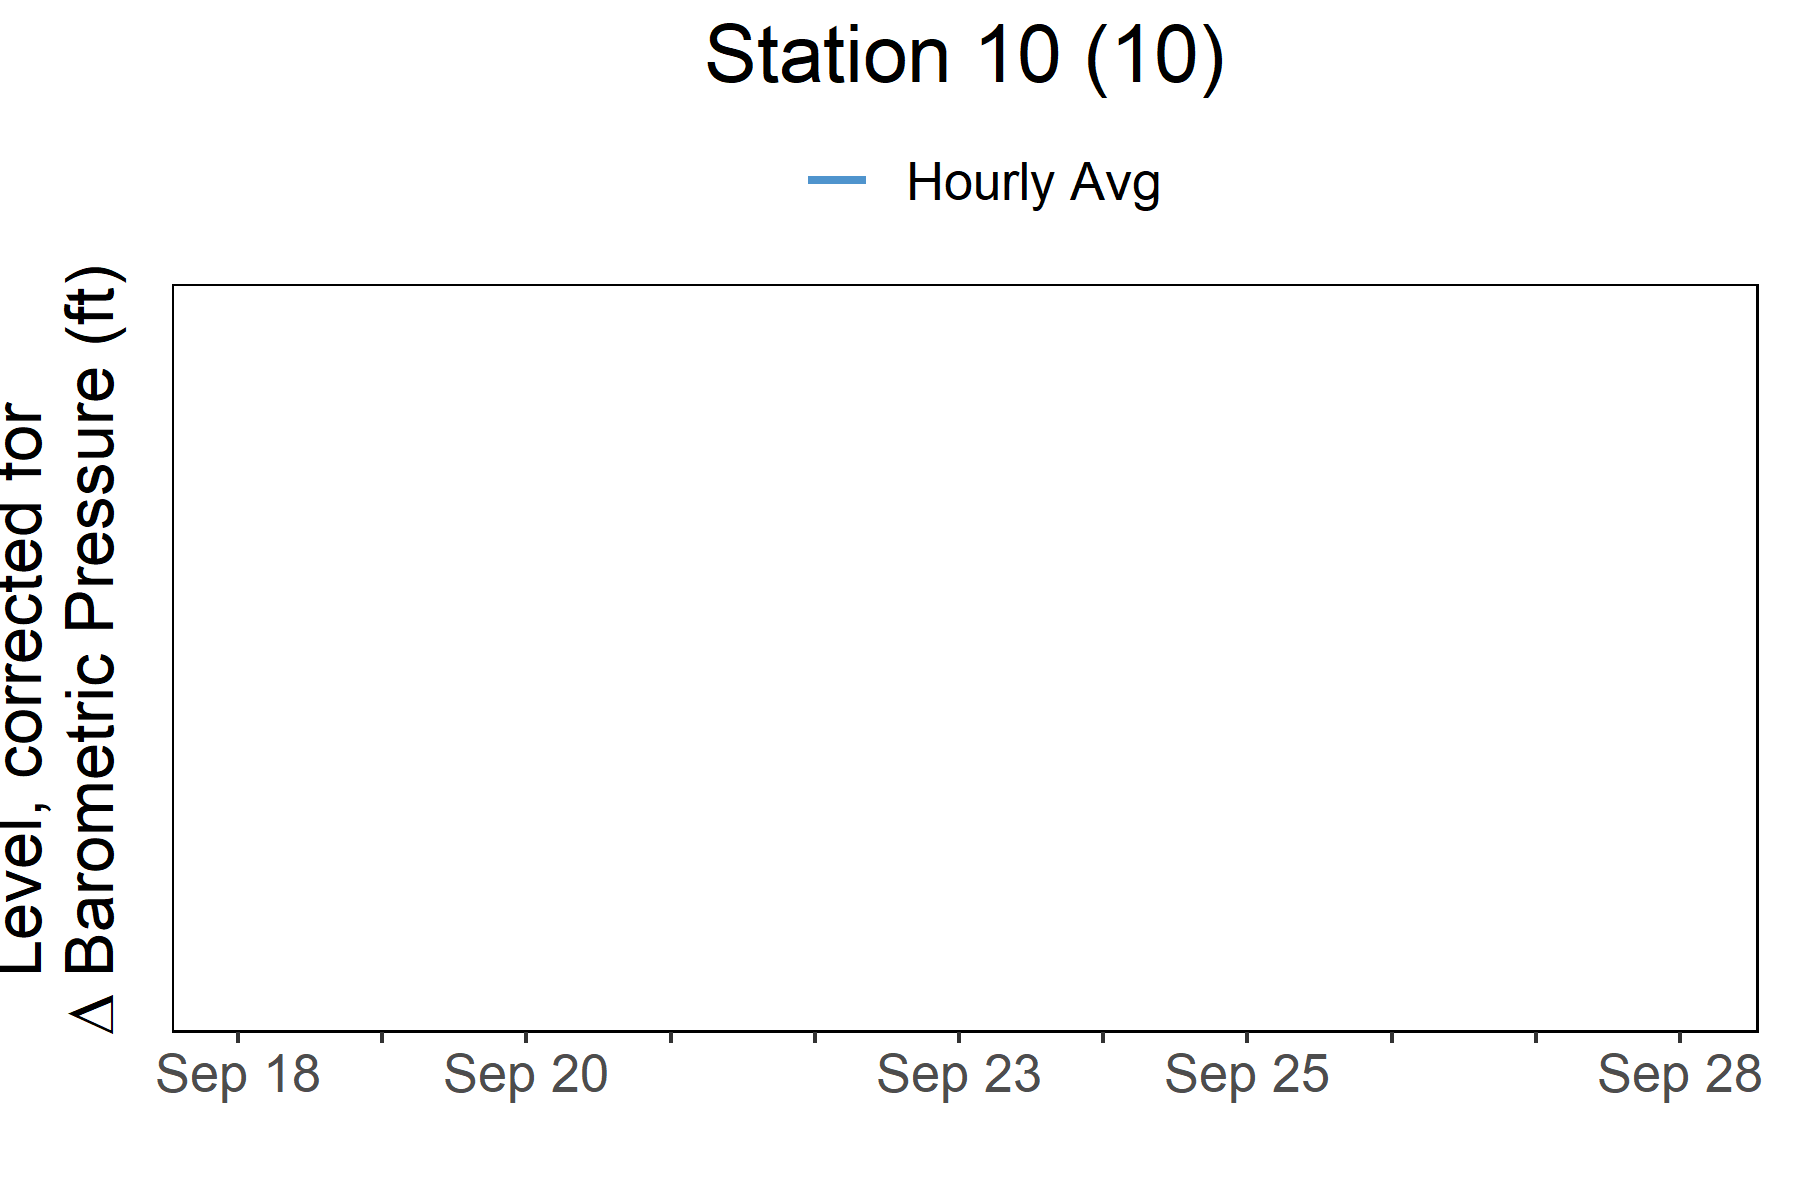 Station 10 (10)
Hourly Avg
Level, corrected for
Δ Barometric Pressure (ft)
Sep 18 Sep 20 Sep 23 Sep 25 Sep 28